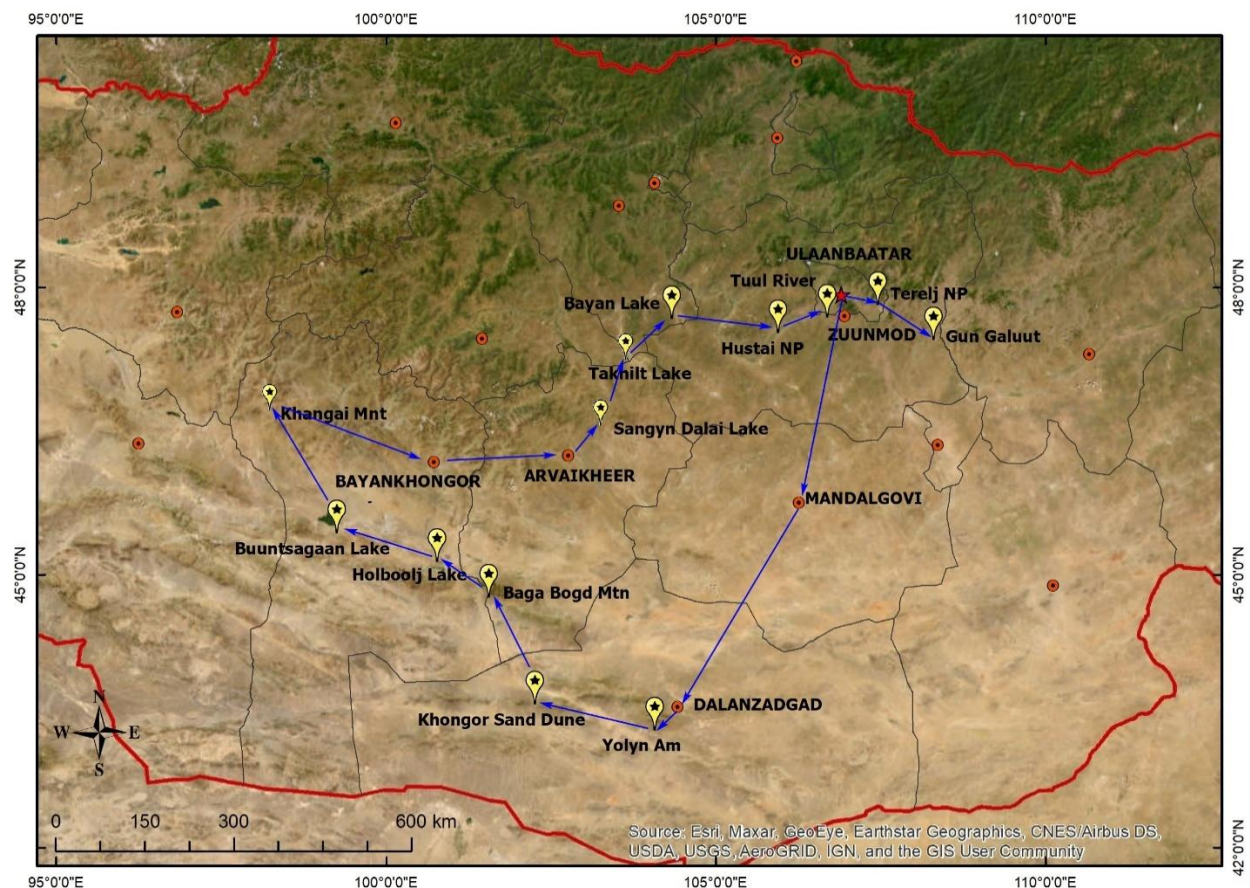 95°0'0"E
100°0'0"E
105°0'0"E
110°0'0"E
48°0'0"N
48°0'0"N
ULAANBAATAR
Tuul River
Terelj NP
Bayan Lake
ZUUNMOD
Gun Galuut
Hustai NP
Takhilt Lake
Khangai Mnt
Sangyn Dalai Lake
BAYANKHONGOR
ARVAIKHEER
MANDALGOVI
Buuntsagaan Lake
Holboolj Lake
45°0'0"N
45°0'0"N
Baga Bogd Mtn
DALANZADGAD
Khongor Sand Dune
Yolyn Am
N
W
E
S
0 150 300 600 km
Source: Esri, Maxar, GeoEye, Earthstar Geographics, CNES/Airbus DS,
USDA, USGS, AeroGRID, IGN, and the GIS User Community
42°0'0"N
42°0'0"N
95°0'0"E
100°0'0"E
105°0'0"E
110°0'0"E